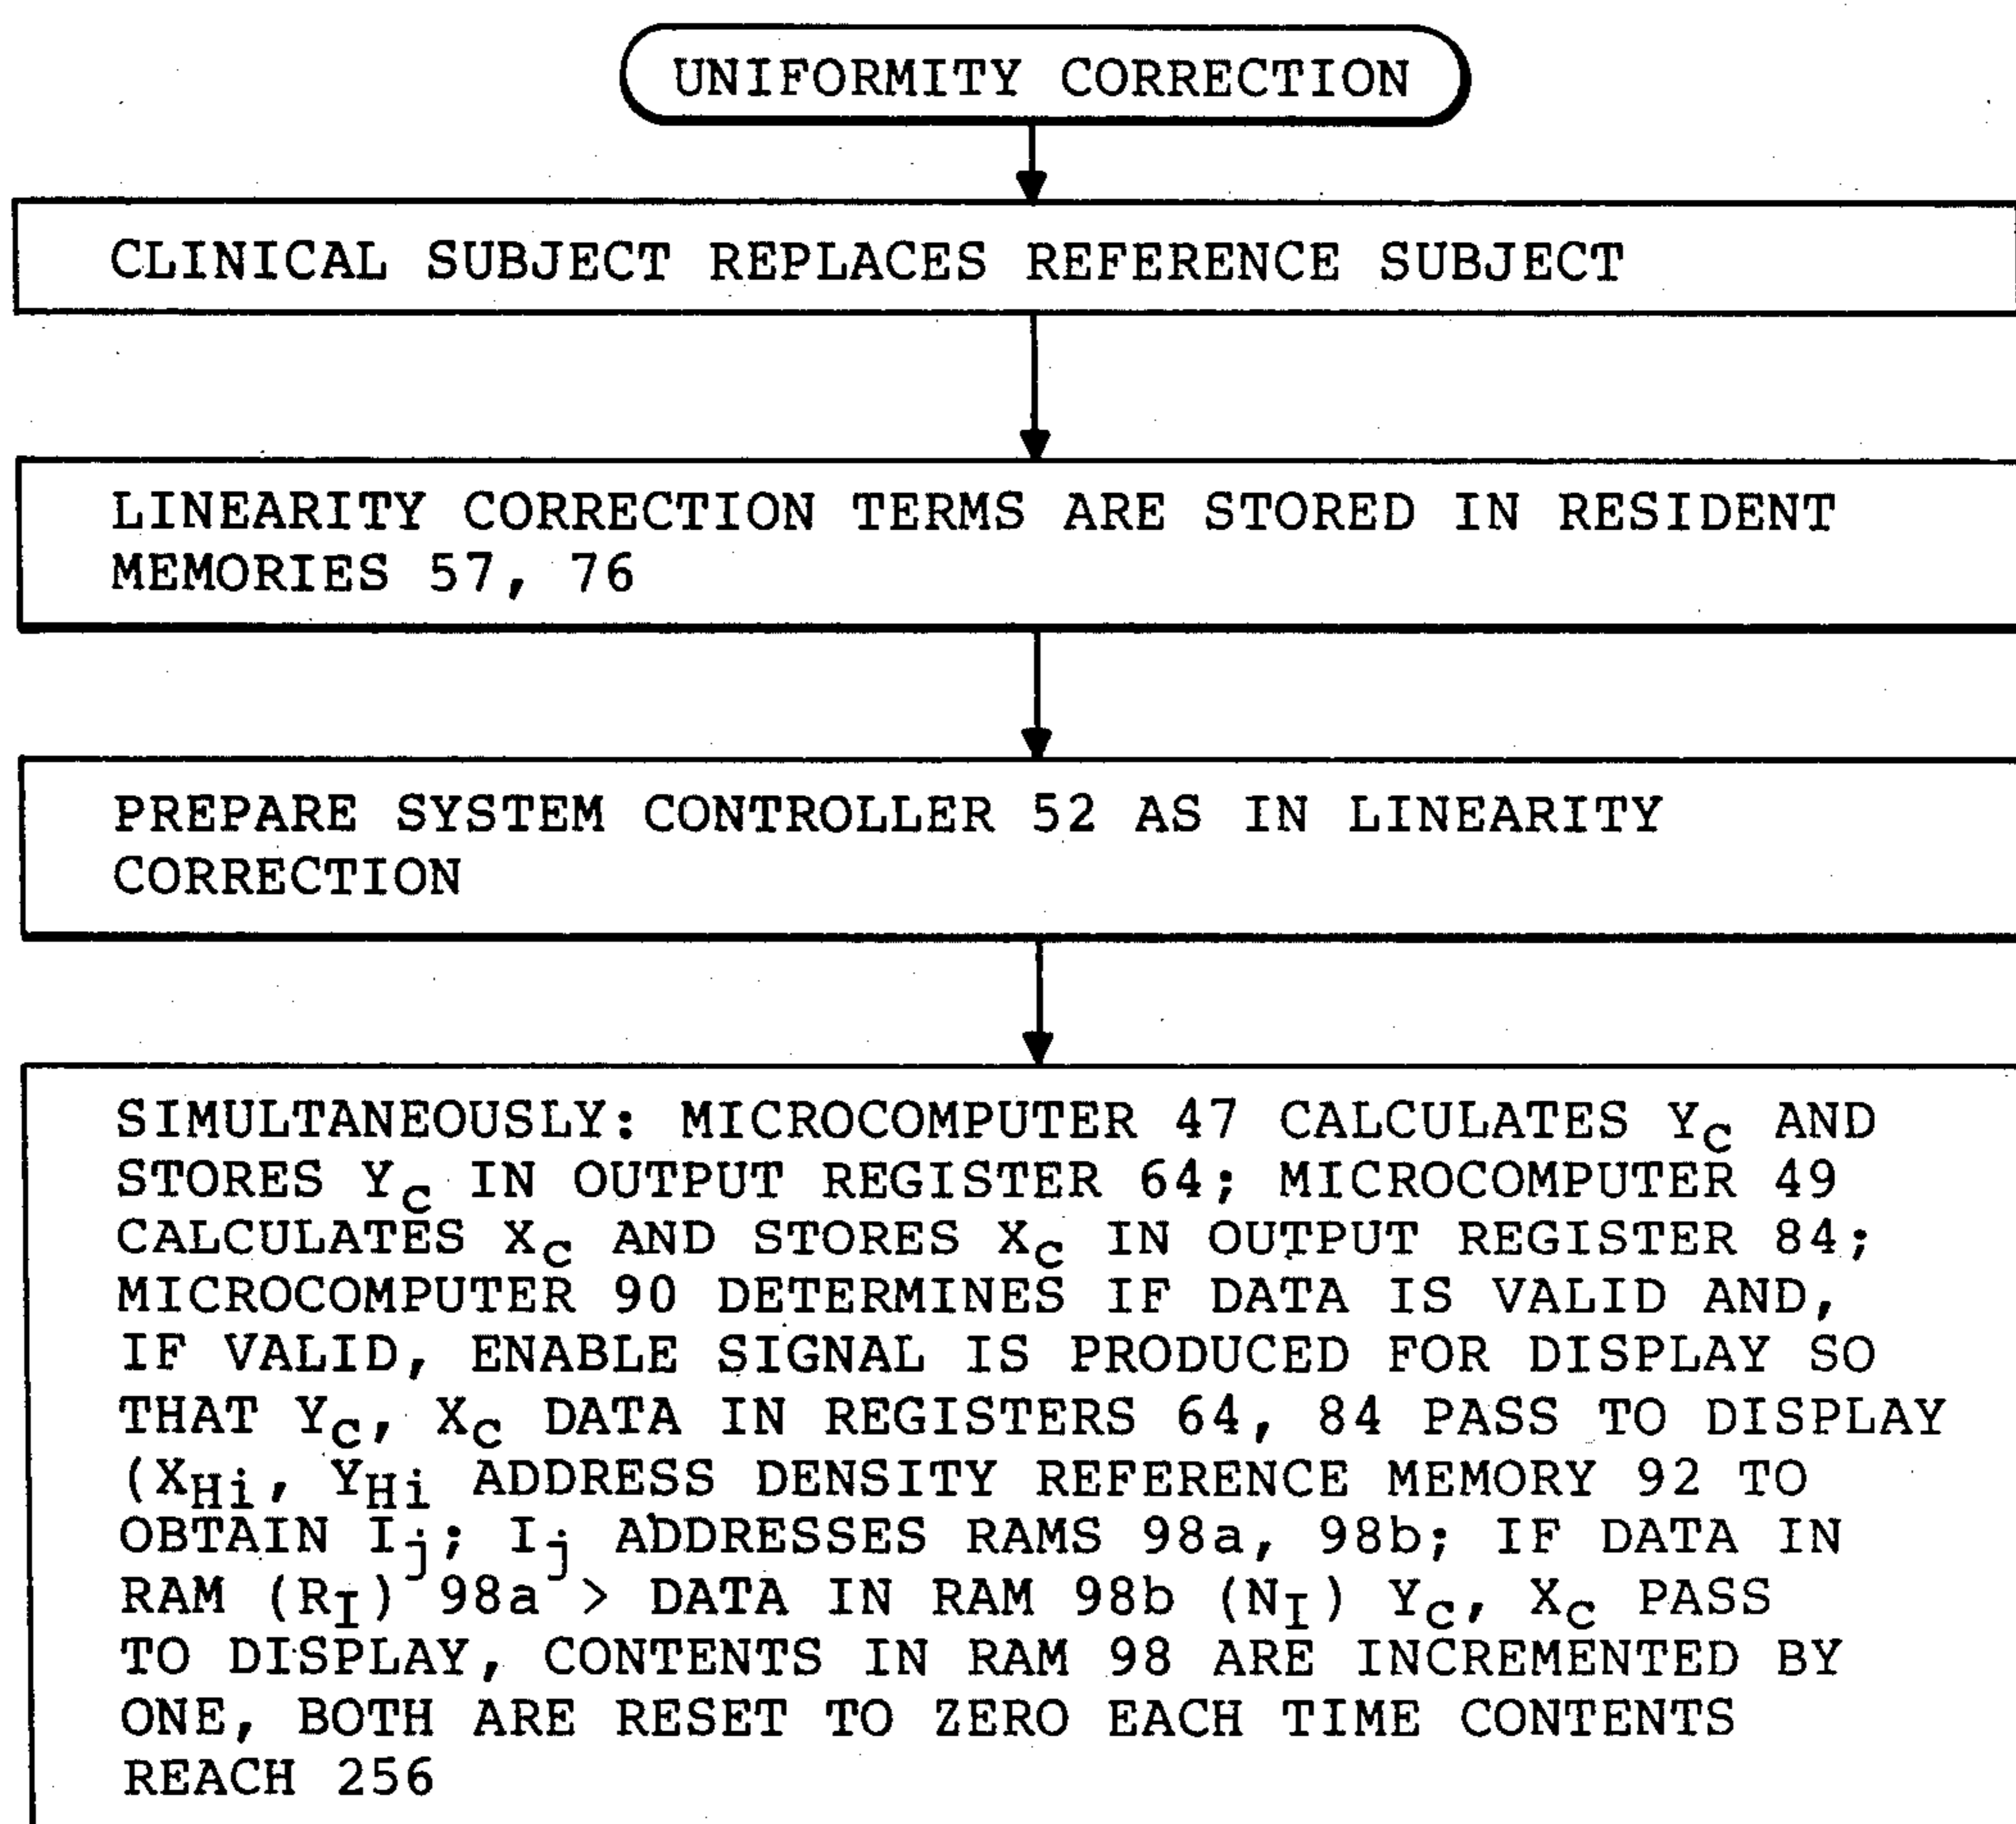 UNIFORMITY CORRECTION
CLINICAL SUBJECT REPLACES REFERENCE SUBJECT
LINEARITY CORRECTION TERMS ARE STORED IN RESIDENT
MEMORIES 57, 76
PREPARE SYSTEM CONTROLLER 52 AS IN LINEARITY
CORRECTION
SIMULTANEOUSLY: MICROCOMPUTER 47 CALCULATES Yc AND
STORES Yc IN OUTPUT REGISTER 64; MICROCOMPUTER 49
CALCULATES Xc AND STORES Xc IN OUTPUT REGISTER 84;
MICROCOMPUTER 90 DETERMINES IF DATA IS VALID AND,
IF VALID, ENABLE SIGNAL IS PRODUCED FOR DISPLAY SO
THAT Yc, Xc DATA IN REGISTERS 64, 84 PASS TO DISPLAY
(XHi, YHi ADDRESS DENSITY REFERENCE MEMORY 92 TO
OBTAIN Ij; Ij ADDRESSES RAMS 98a, 98b; IF DATA IN
RAM (RI) 98a > DATA IN RAM 98b (NI) Yc, Xc PASS
TO DISPLAY, CONTENTS IN RAM 98 ARE INCREMENTED BY
ONE, BOTH ARE RESET TO ZERO EACH TIME CONTENTS
REACH 256